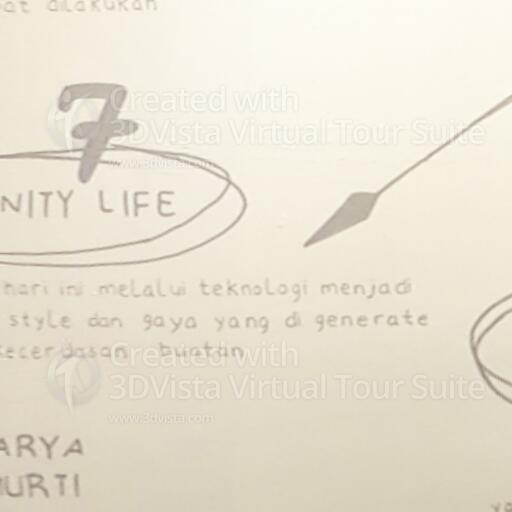 at dilakukan
7
NITY LIFE
hari ini melalui teknologi menjadi
style dan gaya yang di generate
kecerdasan buatan
ARYA
URTI
ya
Created with
3DVista Virtual Tour Suite
www.3dvista.com
Created with
3DVista Virtual Tour Suite
www.3dvista.com